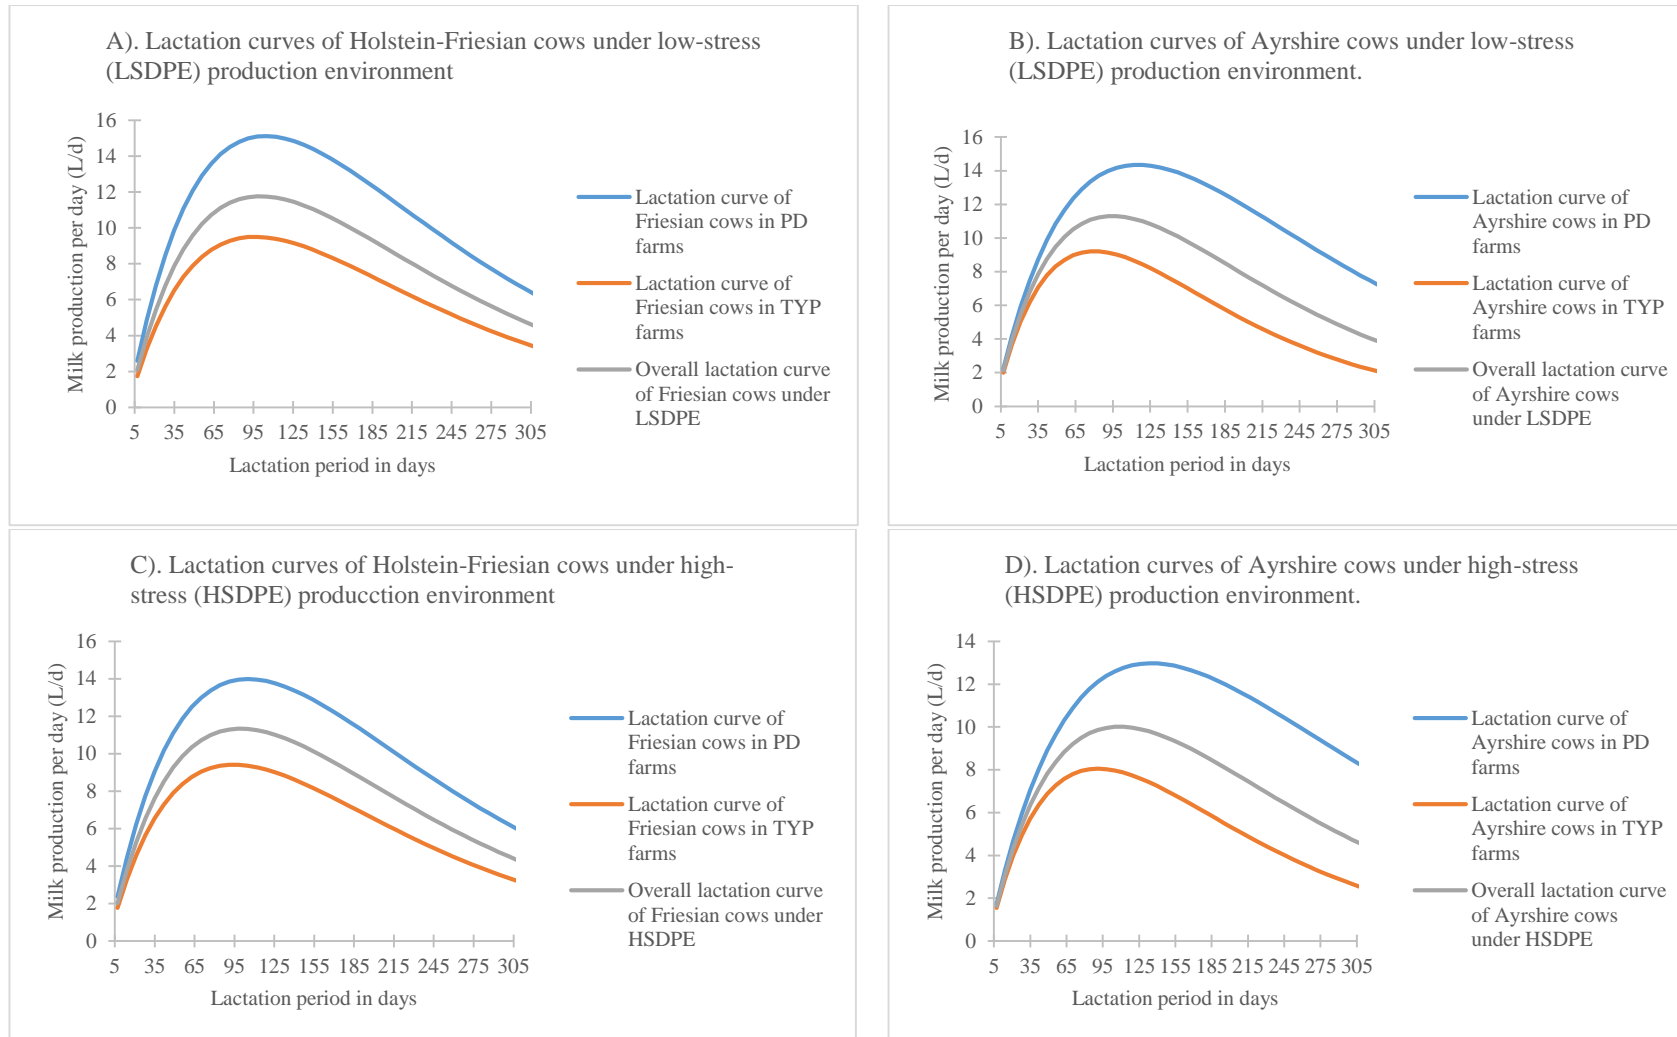 A). Lactation curves of Holstein-Friesian cows under low-stress
(LSDPE) production environment
Milk production per day (L/d)
16
14
12
10
8
6
4
2
0
5 35 65 95 125 155 185 215 245 275 305
Lactation period in days
Lactation curve of
Friesian cows in PD
farms
Lactation curve of
Friesian cows in TYP
farms
Overall lactation curve
of Friesian cows under
LSDPE
B). Lactation curves of Ayrshire cows under low-stress
(LSDPE) production environment.
Milk production per day (L/d)
16
14
12
10
8
6
4
2
0
5 35 65 95 125 155 185 215 245 275 305
Lactation period in days
Lactation curve of
Ayrshire cows in PD
farms
Lactation curve of
Ayrshire cows in TYP
farms
Overall lactation curve
of Ayrshire cows
under LSDPE
C). Lactation curves of Holstein-Friesian cows under high-
stress (HSDPE) producction environment
Milk production per day (L/d)
16
14
12
10
8
6
4
2
0
5 35 65 95 125 155 185 215 245 275 305
Lactation period in days
Lactation curve of
Friesian cows in PD
farms
Lactation curve of
Friesian cows in TYP
farms
Overall lactation curve
of Friesian cows under
HSDPE
D). Lactation curves of Ayrshire cows under high-stress
(HSDPE) production environment.
Milk production per day (L/d)
14
12
10
8
6
4
2
0
5 35 65 95 125 155 185 215 245 275 305
Lactation period in days
Lactation curve of
Ayrshire cows in PD
farms
Lactation curve of
Ayrshire cows in TYP
farms
Overall lactation curve
of Ayrshire cows
under HSDPE